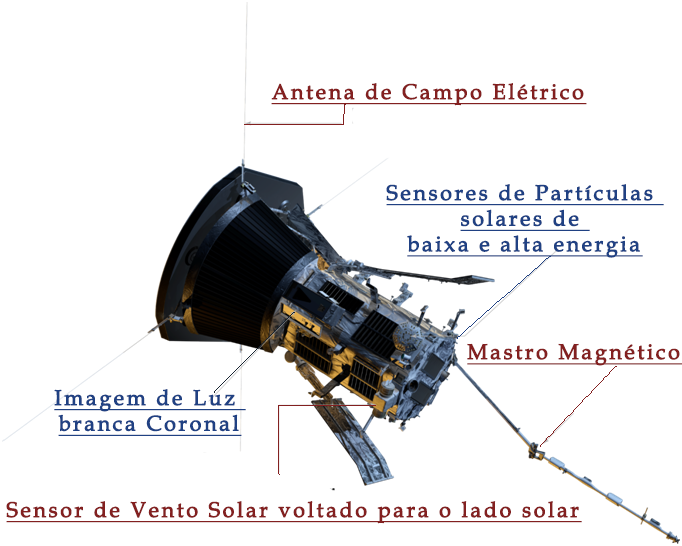 Antena de Campo Elétrico
Sensores de Partículas
solares de
baixa e alta energia
Mastro Magnético
Imagem de Luz
branca Coronal
Sensor de Vento Solar voltado para o lado solar